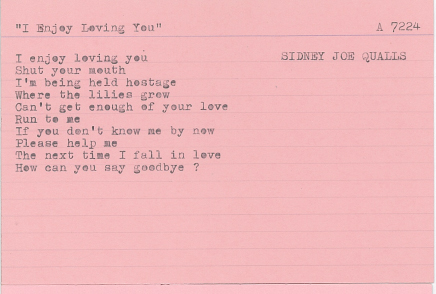 "I Enjoy Loving You" A 7224
I enjoy loving you SIDNEY JOE QUALLS
Shut your mouth
I'm being held hostage
Where the lilies grow
Can't get enough of your love
Run to me
If you don't know me by now
Please help me
The next time I fall in love
How can you say goodbye ?